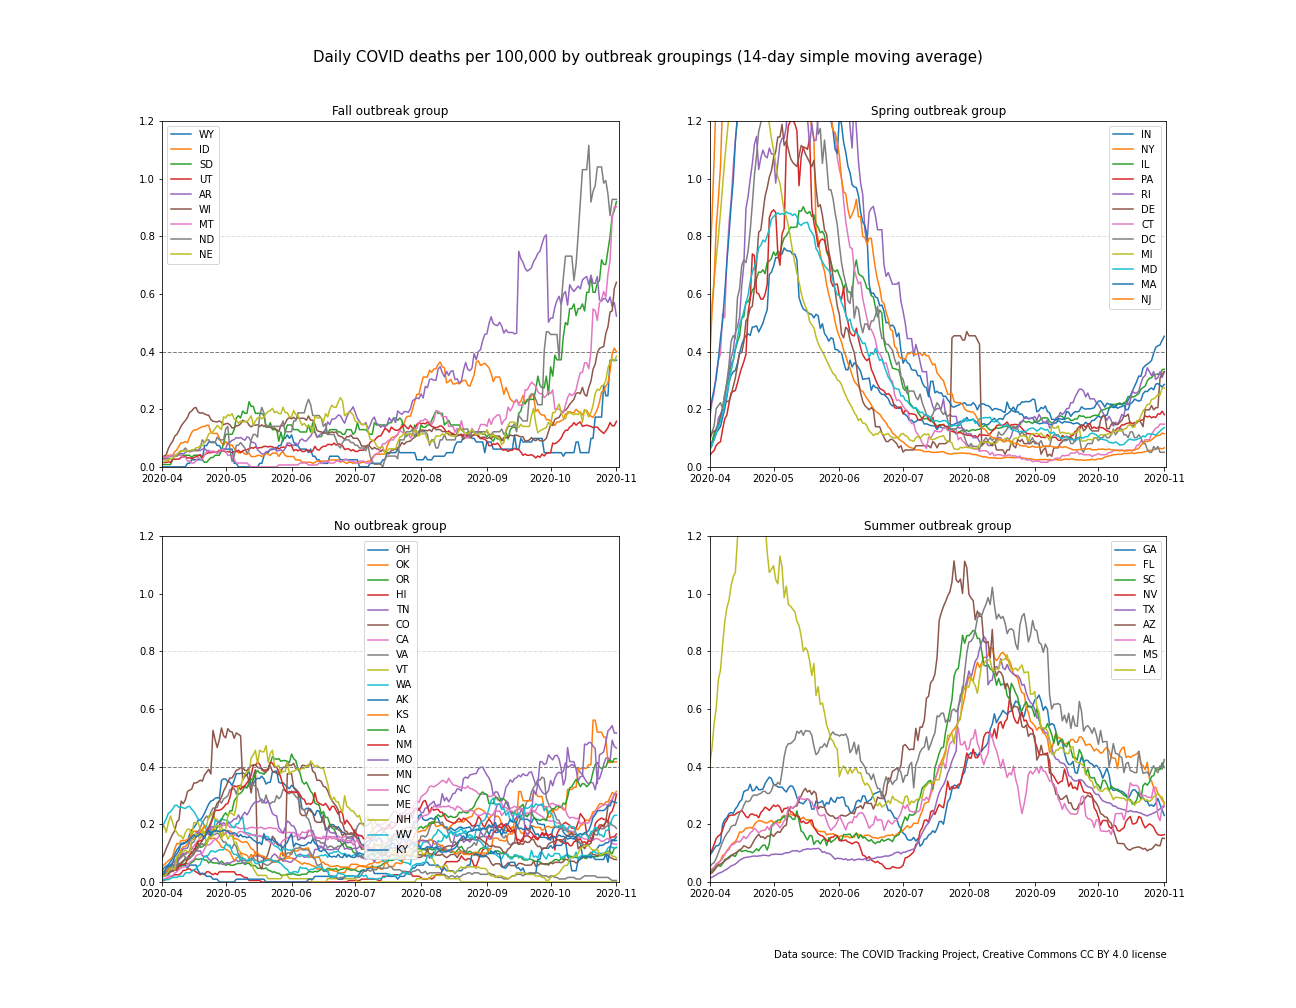 Daily COVID deaths per 100,000 by outbreak groupings (14-day simple moving average)
Fall outbreak group
1.2
1.0
0.8
0.6
0.4
0.2
0.0
2020-04 2020-05 2020-06 2020-07 2020-08 2020-09 2020-10 2020-11
WY
ID
SD
UT
AR
WI
MT
ND
NE
Spring outbreak group
1.2
1.0
0.8
0.6
0.4
0.2
0.0
2020-04 2020-05 2020-06 2020-07 2020-08 2020-09 2020-10 2020-11
IN
NY
IL
PA
RI
DE
CT
DC
MI
MD
MA
NJ
No outbreak group
1.2
1.0
0.8
0.6
0.4
0.2
0.0
2020-04 2020-05 2020-06 2020-07 2020-08 2020-09 2020-10 2020-11
OH
OK
OR
HI
TN
CO
CA
VA
VT
WA
AK
KS
IA
NM
MO
MN
NC
ME
NH
WV
KY
Summer outbreak group
1.2
1.0
0.8
0.6
0.4
0.2
0.0
2020-04 2020-05 2020-06 2020-07 2020-08 2020-09 2020-10 2020-11
GA
FL
SC
NV
TX
AZ
AL
MS
LA
Data source: The COVID Tracking Project, Creative Commons CC BY 4.0 license